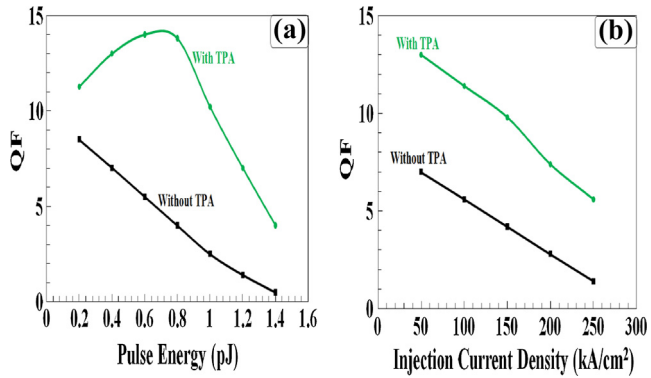 (a)
15
10
5
0
QF
With TPA
Without TPA
0 0.2 0.4 0.6 0.8 1 1.2 1.4 1.6
Pulse Energy (pJ)
(b)
15
10
5
0
QF
With TPA
Without TPA
0 50 100 150 200 250 300
Injection Current Density (kA/cm²)